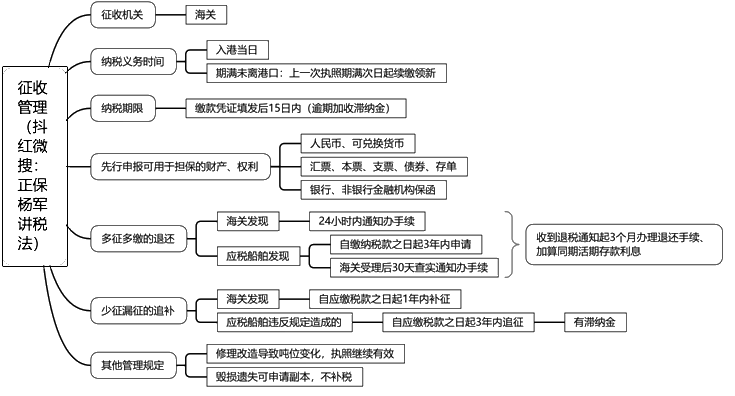 征收
管理
（抖
红微
搜：
正保
杨军
讲税
法）
征收机关
海关
纳税义务时间
入港当日
期满未离港口：上一次执照期满次日起续缴领新
纳税期限
缴款凭证填发后15日内（逾期加收滞纳金）
先行申报可用于担保的财产、权利
人民币、可兑换货币
汇票、本票、支票、债券、存单
银行、非银行金融机构保函
多征多缴的退还
海关发现
24小时内通知办手续
应税船舶发现
自缴纳税款之日起3年内申请
海关受理后30天查实通知办手续
收到退税通知起3个月办理退还手续、
加算同期活期存款利息
少征漏征的追补
海关发现
自应缴税款之日起1年内补征
应税船舶违反规定造成的
自应缴税款之日起3年内追征
有滞纳金
其他管理规定
修理改造导致吨位变化，执照继续有效
毁损遗失可申请副本，不补税